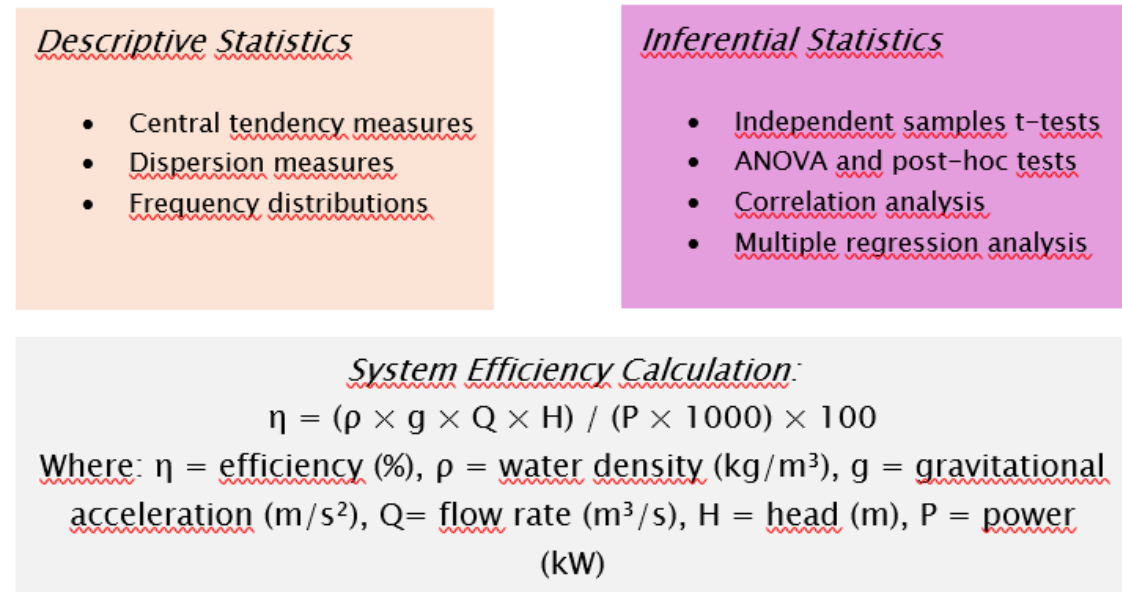 Descriptive Statistics
• Central tendency measures
• Dispersion measures
• Frequency distributions
Inferential Statistics
• Independent samples t-tests
• ANOVA and post-hoc tests
• Correlation analysis
• Multiple regression analysis
System Efficiency Calculation:
η = (ρ × g × Q × H) / (P × 1000) × 100
Where: η = efficiency (%), ρ = water density (kg/m³), g = gravitational
acceleration (m/s²), Q= flow rate (m³/s), H = head (m), P = power
(kW)